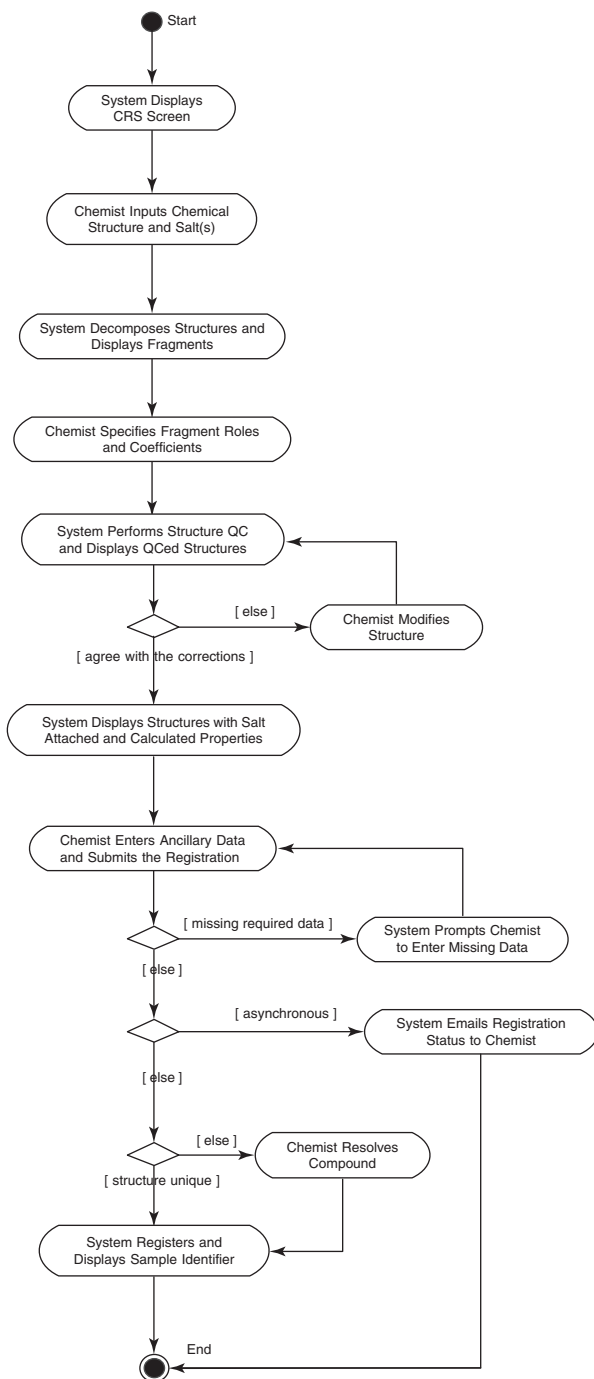 Start
System Displays
CRS Screen
Chemist Inputs Chemical
Structure and Salt(s)
System Decomposes Structures and
Displays Fragments
Chemist Specifies Fragment Roles
and Coefficients
System Performs Structure QC
and Displays QCed Structures
[ else ]
Chemist Modifies
Structure
[ agree with the corrections ]
System Displays Structures with Salt
Attached and Calculated Properties
Chemist Enters Ancillary Data
and Submits the Registration
[ missing required data ]
System Prompts Chemist
to Enter Missing Data
[else ]
[ asynchronous ]
System Emails Registration
Status to Chemist
[else ]
[ else ]
Chemist Resolves
Compound
[ structure unique ]
System Registers and
Displays Sample Identifier
End